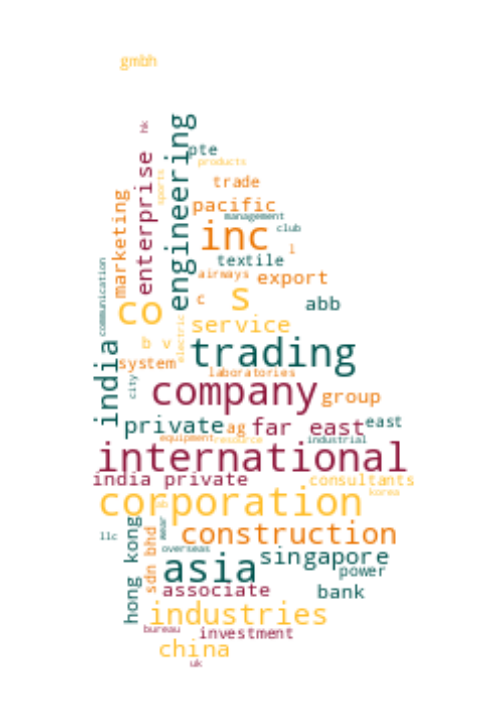 gmbh
hk
engineering
pte
products
enterprise
sports
trade
marketing
pacific
management
club
inc
l
textile
communication
airways
export
c
s
abb
co
service
electric
b
v
trading
india
system
laboratories
city
company
group
private
ag
far east
east
equipment
resource
industrial
international
india private
consultants
korea
corporation
hong kong
llc
sdn bhd
wear
construction
overseas
asia
singapore
power
associate
bank
industries
bureau
investment
china
uk